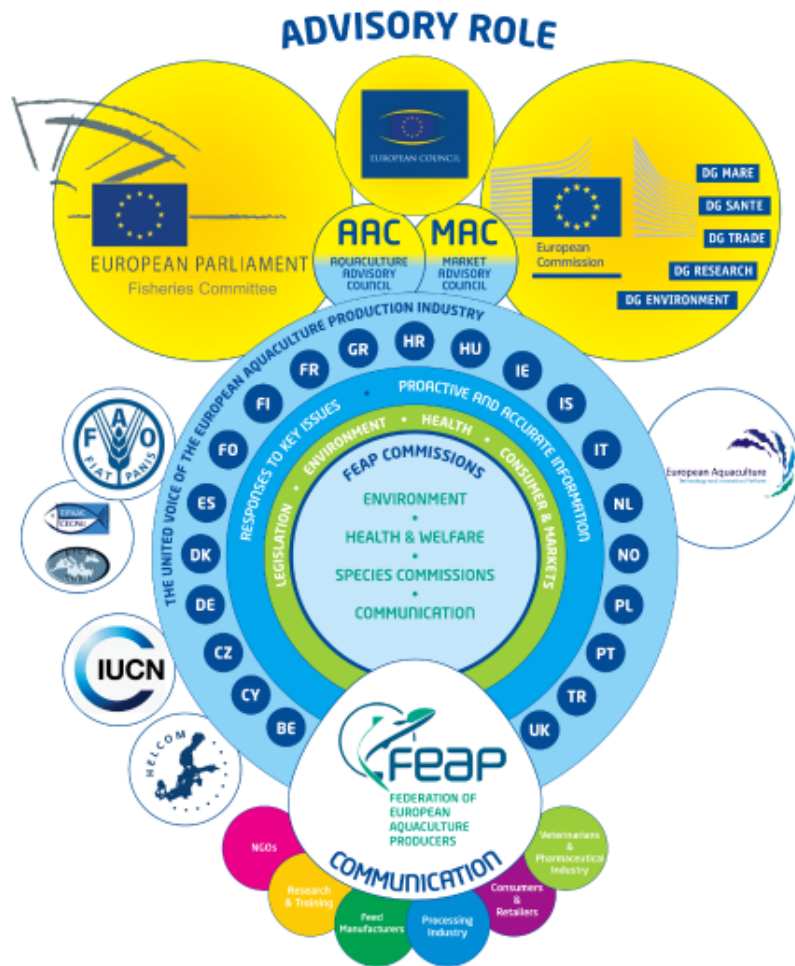 ADVISORY ROLE
EUROPEAN COUNCIL
EUROPEAN PARLIAMENT
Fisheries Committee
AAC
AQUACULTURE
ADVISORY
COUNCIL
MAC
MARKET
ADVISORY
COUNCIL
European
Commission
DG MARE
DG SANTE
DG TRADE
DG RESEARCH
DG ENVIRONMENT
THE UNITED VOICE OF THE EUROPEAN AQUACULTURE PRODUCTION INDUSTRY
BE
CY
CZ
DE
DK
ES
FO
FI
FR
GR
HR
HU
IE
IS
IT
NL
NO
PL
PT
TR
UK
RESPONSES TO KEY ISSUES • PROACTIVE AND ACCURATE INFORMATION
LEGISLATION • ENVIRONMENT • HEALTH • CONSUMER & MARKETS
FEAP COMMISSIONS
ENVIRONMENT
•
HEALTH & WELFARE
•
SPECIES COMMISSIONS
•
COMMUNICATION
FAO
FIAT PANIS
CECPAI
IUCN
HELCOM
European Aquaculture
Technology and Innovation Platform
FEAP
FEDERATION OF
EUROPEAN
AQUACULTURE
PRODUCERS
COMMUNICATION
NGOs
Research
& Training
Feed
Manufacturers
Processing
Industry
Consumers
& Retailers
Veterinarians
&
Pharmaceutical
Industry